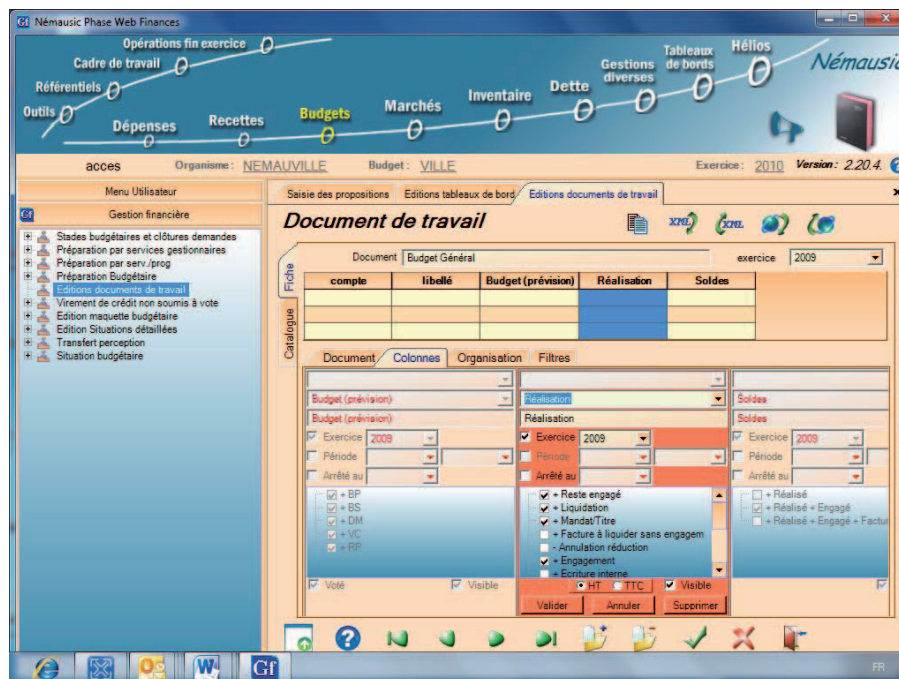 Gf Némausic Phase Web Finances
Opérations fin exercice
Cadre de travail
Référentiels
Outils
Dépenses
Recettes
Budgets
Marchés
Inventaire
Dette
Gestions
diverses
Tableaux
de bords
Hélios
Némausic
acces Organisme : NEMAUVILLE Budget : VILLE Exercice : 2010 Version : 2.20.4.
Menu Utilisateur
Gf Gestion financière
Stades budgétaires et clôtures demandes
Préparation par services gestionnaires
Préparation par serv./prog
Préparation Budgétaire
Editions documents de travail
Virement de crédit non soumis à vote
Edition maquette budgétaire
Edition Situations détaillées
Transfert perception
Situation budgétaire
Saisie des propositions Editions tableaux de bord Editions documents de travail
Document de travail XML XML
Fiche
Catalogue
Document Budget Général exercice 2009
compte libellé Budget (prévision) Réalisation Soldes
Document Colonnes Organisation Filtres
Budget (prévision)
Budget (prévision)
Exercice 2009
Période
Arrêté au
+ BP
+ BS
+ DM
+ VC
+ RP
Voté Visible
Réalisation
Réalisation
Exercice 2009
Période
Arrêté au
+ Reste engagé
+ Liquidation
+ Mandat/Titre
+ Facture à liquider sans engagem
- Annulation réduction
+ Engagement
+ Ecriture interne
HT TTC Visible
Valider Annuler Supprimer
Soldes
Soldes
Exercice 2009
Période
Arrêté au
+ Réalisé
+ Réalisé + Engagé
+ Réalisé + Engagé + Factur
Gf
FR